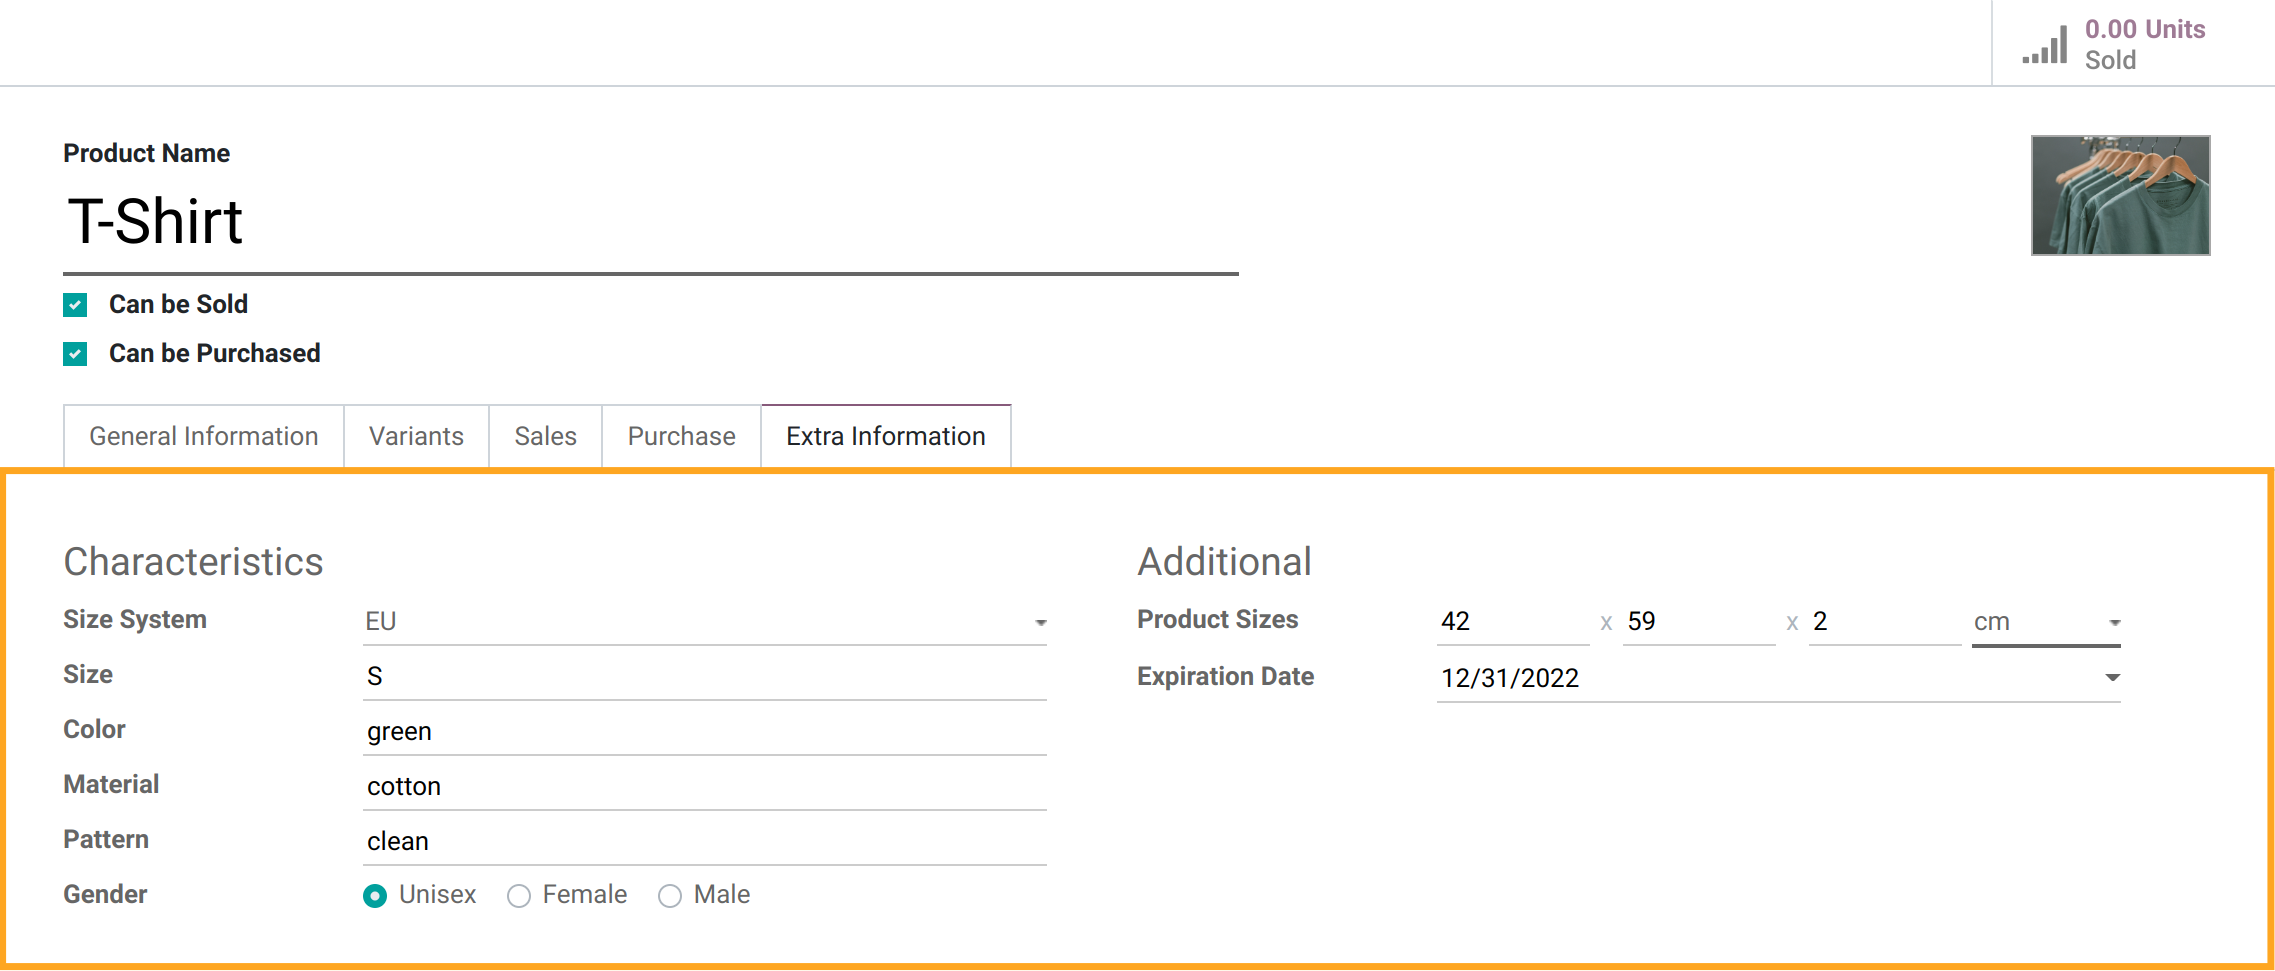 0.00 Units
Sold
Product Name
T-Shirt
Can be Sold
Can be Purchased
General Information Variants Sales Purchase Extra Information
Characteristics
Size System EU
Size S
Color green
Material cotton
Pattern clean
Gender Unisex Female Male
Additional
Product Sizes 42 x 59 x 2 cm
Expiration Date 12/31/2022